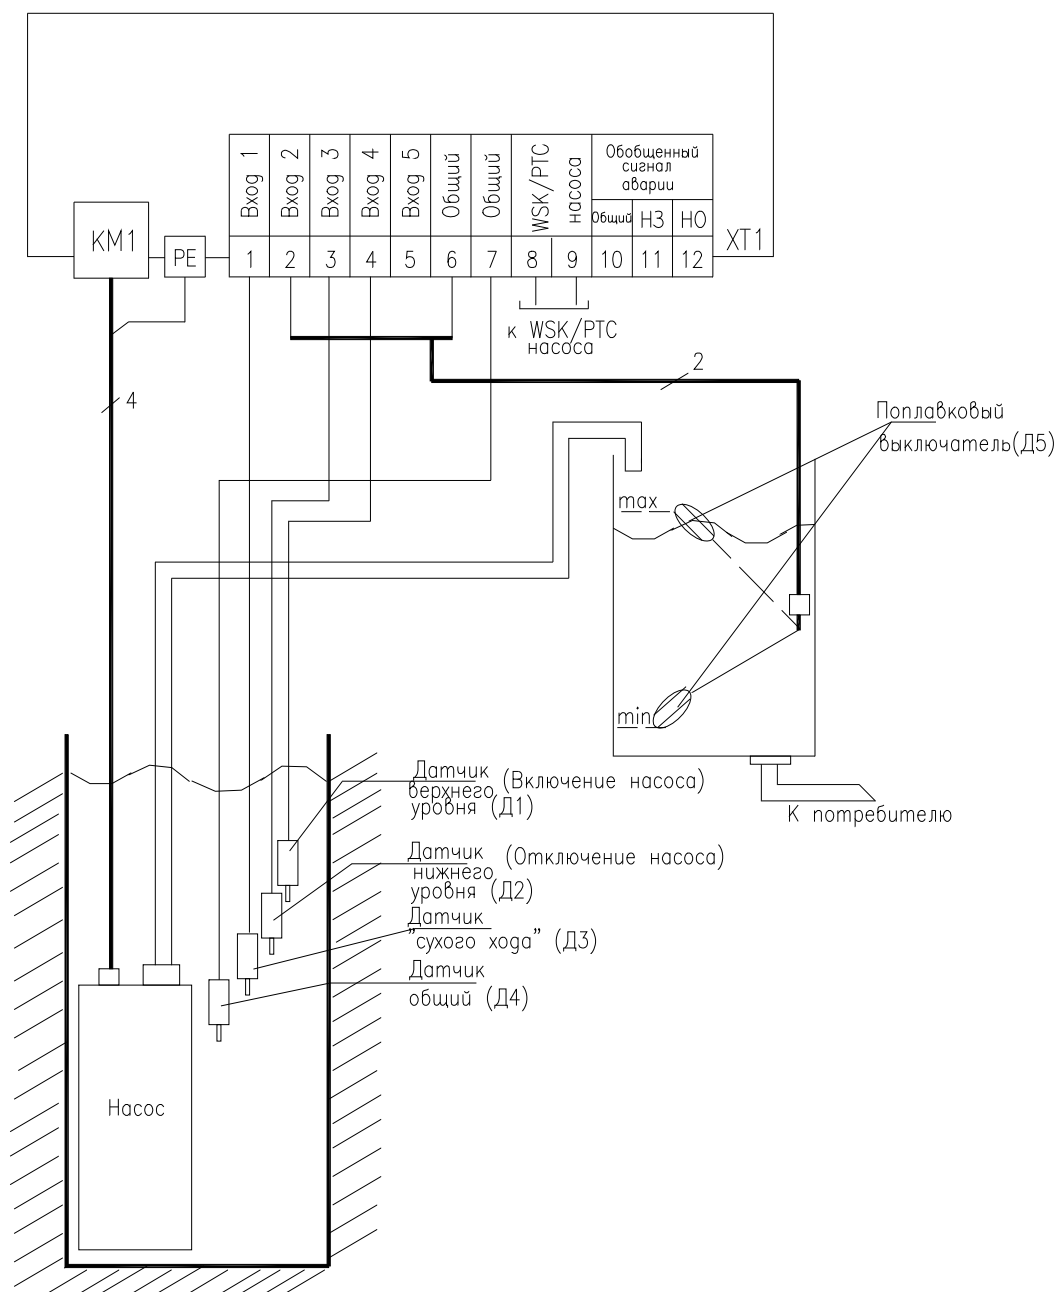 Вход 1
Вход 2
Вход 3
Вход 4
Вход 5
Общий
Общий
WSK/PTC
насоса
Обобщенный
сигнал
аварии
Общий
НЗ
НО
KM1
PE
1
2
3
4
5
6
7
8
9
10
11
12
XT1
к WSK/PTC
насоса
2
4
Поплавковый
выключатель(Д5)
max
min
К потребителю
Датчик
верхнего
уровня (Д1)
(Включение насоса)
Датчик
нижнего
уровня (Д2)
(Отключение насоса)
Датчик
"сухого хода" (Д3)
Датчик
общий (Д4)
Насос